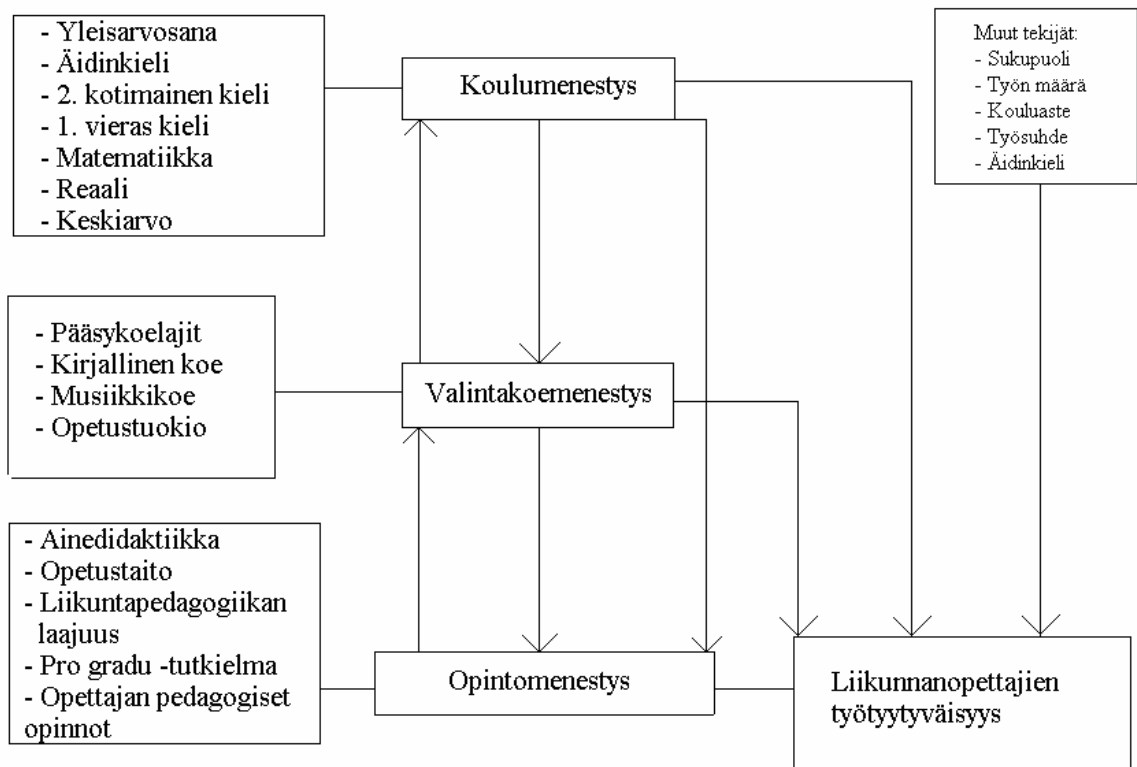 - Yleisarvosana
- Äidinkieli
- 2. kotimainen kieli
- 1. vieras kieli
- Matematiikka
- Reaali
- Keskiarvo
Koulumenestys
Muut tekijät:
- Sukupuoli
- Työn määrä
- Kouluaste
- Työsuhde
- Äidinkieli
- Pääsykoelajit
- Kirjallinen koe
- Musiikkikoe
- Opetustuokio
Valintakoemenestys
- Ainedidaktiikka
- Opetustaito
- Liikuntapedagogiikan
laajuus
- Pro gradu -tutkielma
- Opettajan pedagogiset
opinnot
Opintomenestys
Liikunnanopettajien
työtyytyväisyys